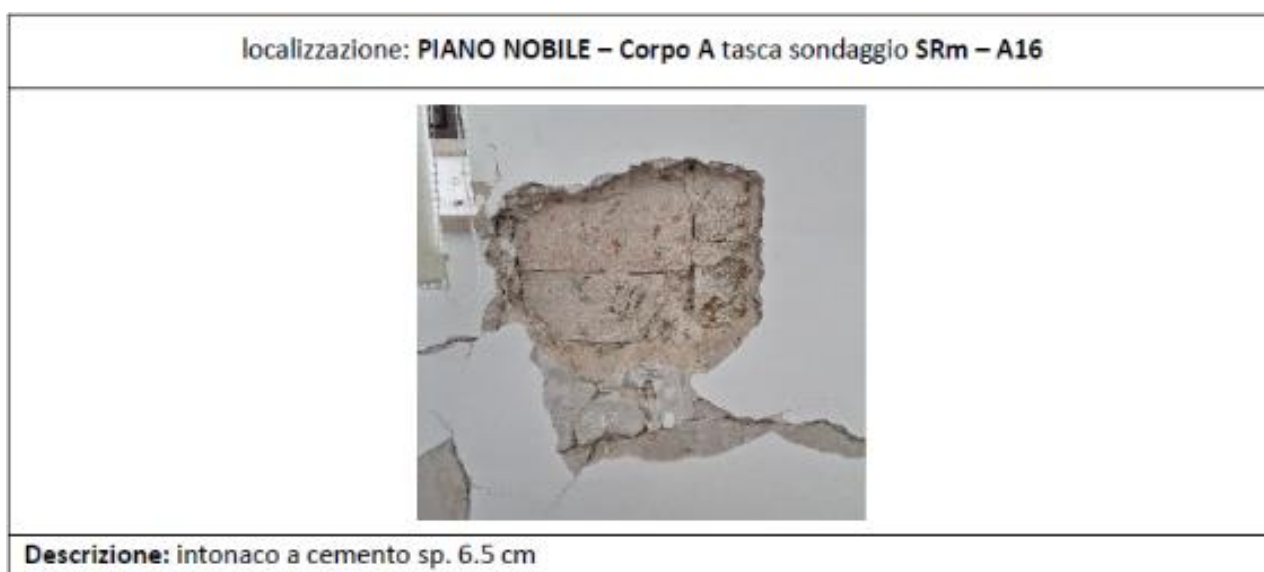 localizzazione: PIANO NOBILE – Corpo A tasca sondaggio SRm – A16
Descrizione: intonaco a cemento sp. 6.5 cm